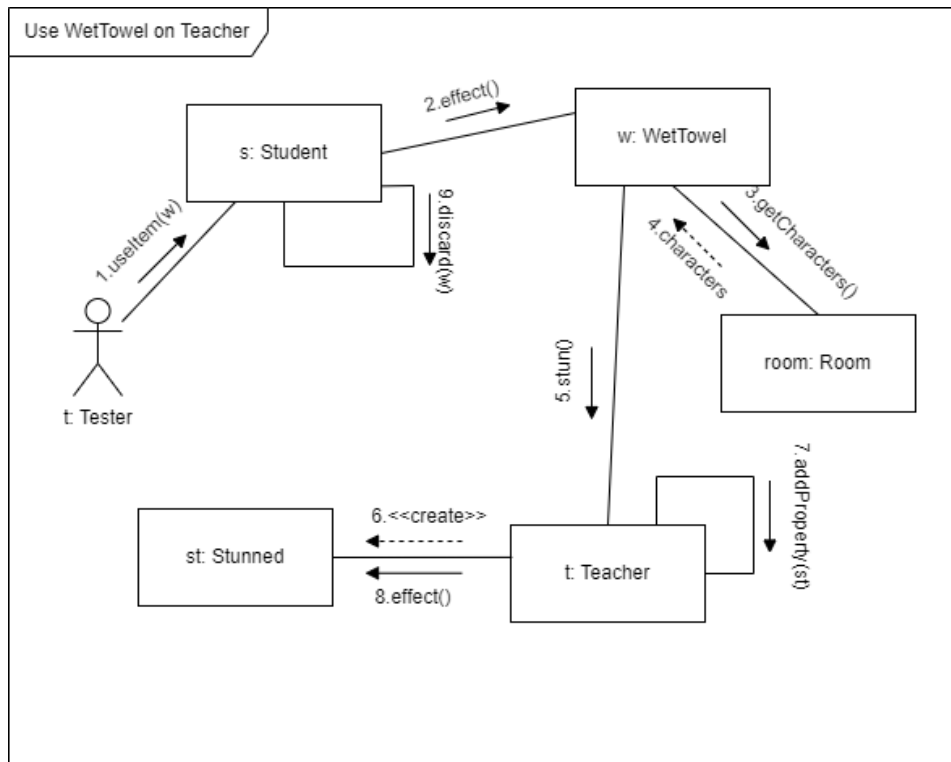 Use WetTowel on Teacher
2.effect()
s: Student
w: WetTowel
1.useItem(w)
9.discard(w)
3.getCharacters()
4.characters
t: Tester
room: Room
5.stun()
7.addProperty(st)
6.<<create>>
st: Stunned
t: Teacher
8.effect()